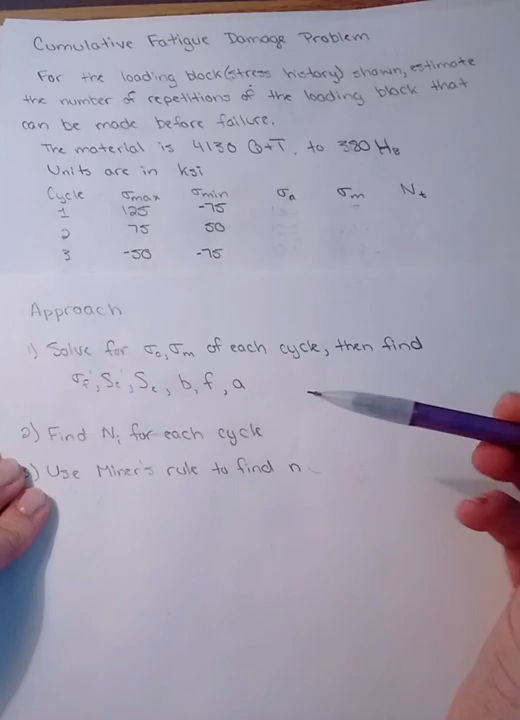 Cumulative Fatigue Damage Problem
For the loading block (stress history) shown, estimate
the number of repetitions of the loading block that
can be made before failure.
The material is 4130 Q+T. to 380 HB
Units are in ksi
Cycle σmax σmin σa σm Nf
1 125 -75
2 75 50
3 -50 -75
Approach
1) Solve for σa, σm of each cycle, then find
σf', Se', Se, b, f, a
2) Find Ni for each cycle
3) Use Miner's rule to find n